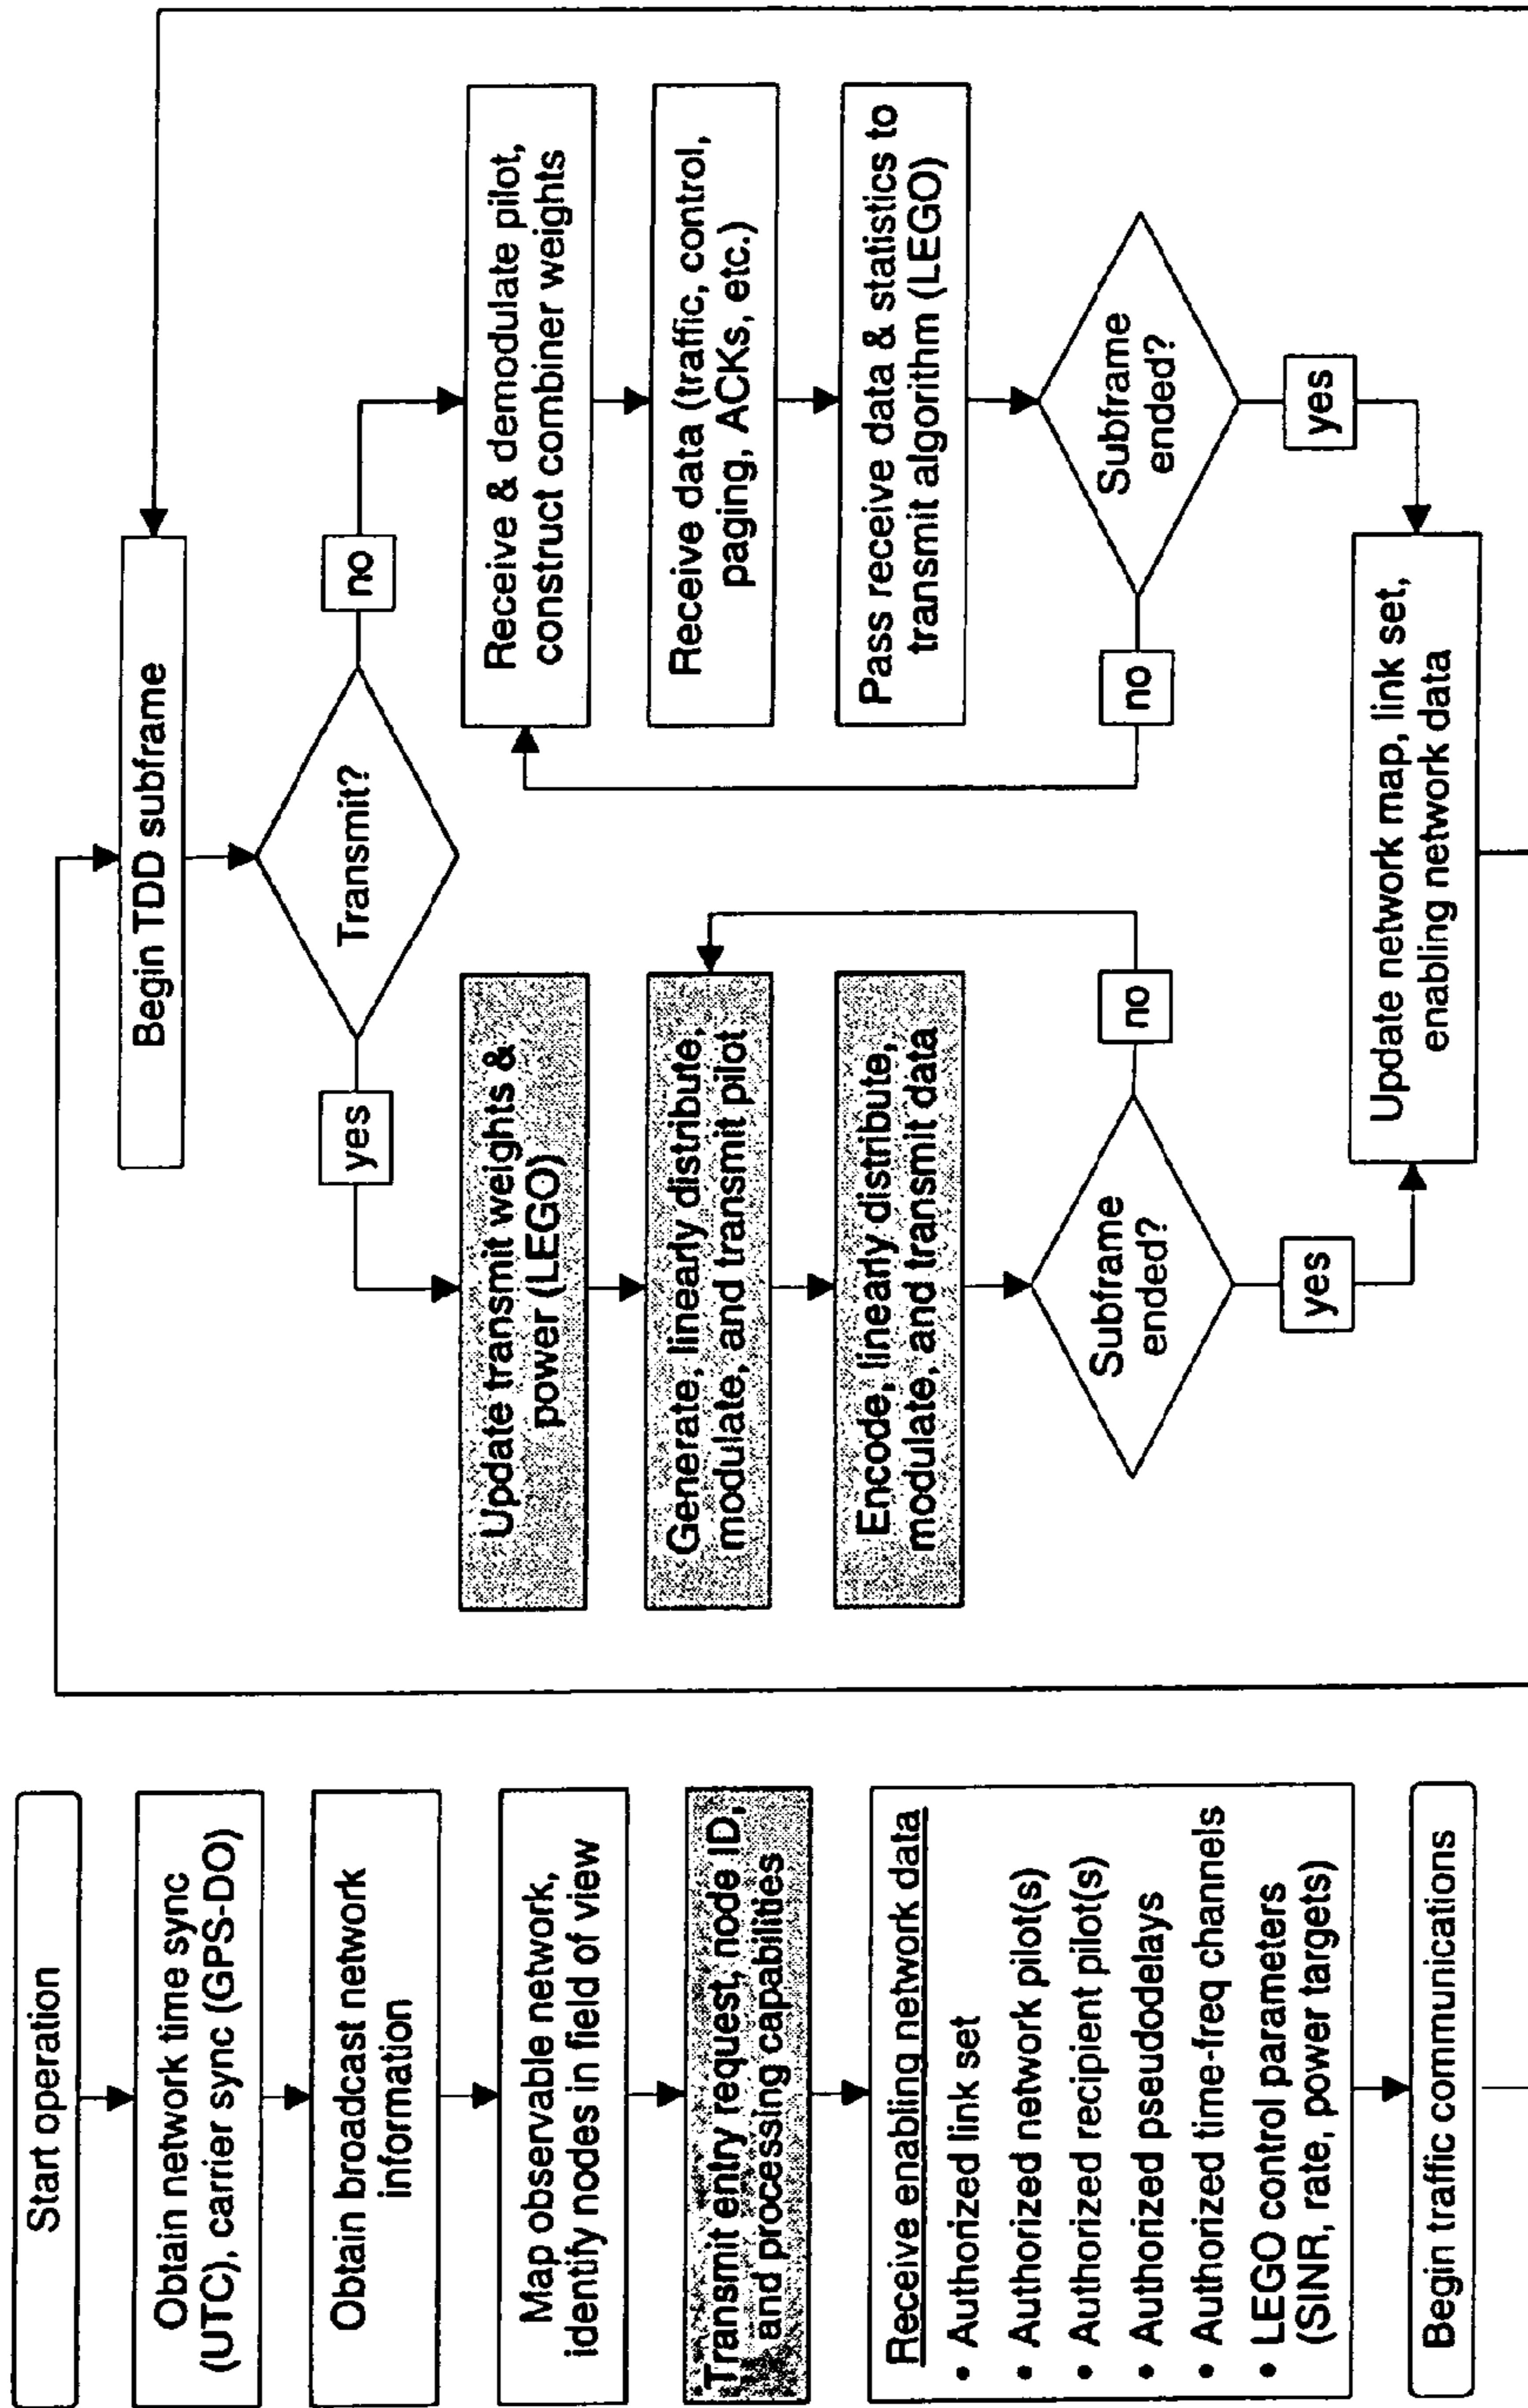 Start operation
Obtain network time sync
(UTC), carrier sync (GPS-DO)
Obtain broadcast network
information
Map observable network,
identify nodes in field of view
Transmit entry request, node ID,
and processing capabilities
Receive enabling network data
• Authorized link set
• Authorized network pilot(s)
• Authorized recipient pilot(s)
• Authorized pseudodelays
• Authorized time-freq channels
• LEGO control parameters
(SINR, rate, power targets)
Begin traffic communications
Begin TDD subframe
Transmit?
yes
no
Update transmit weights &
power (LEGO)
Generate, linearly distribute,
modulate, and transmit pilot
Encode, linearly distribute,
modulate, and transmit data
Subframe
ended?
no
yes
Receive & demodulate pilot,
construct combiner weights
Receive data (traffic, control,
paging, ACKs, etc.)
Pass receive data & statistics to
transmit algorithm (LEGO)
Subframe
ended?
no
yes
Update network map, link set,
enabling network data